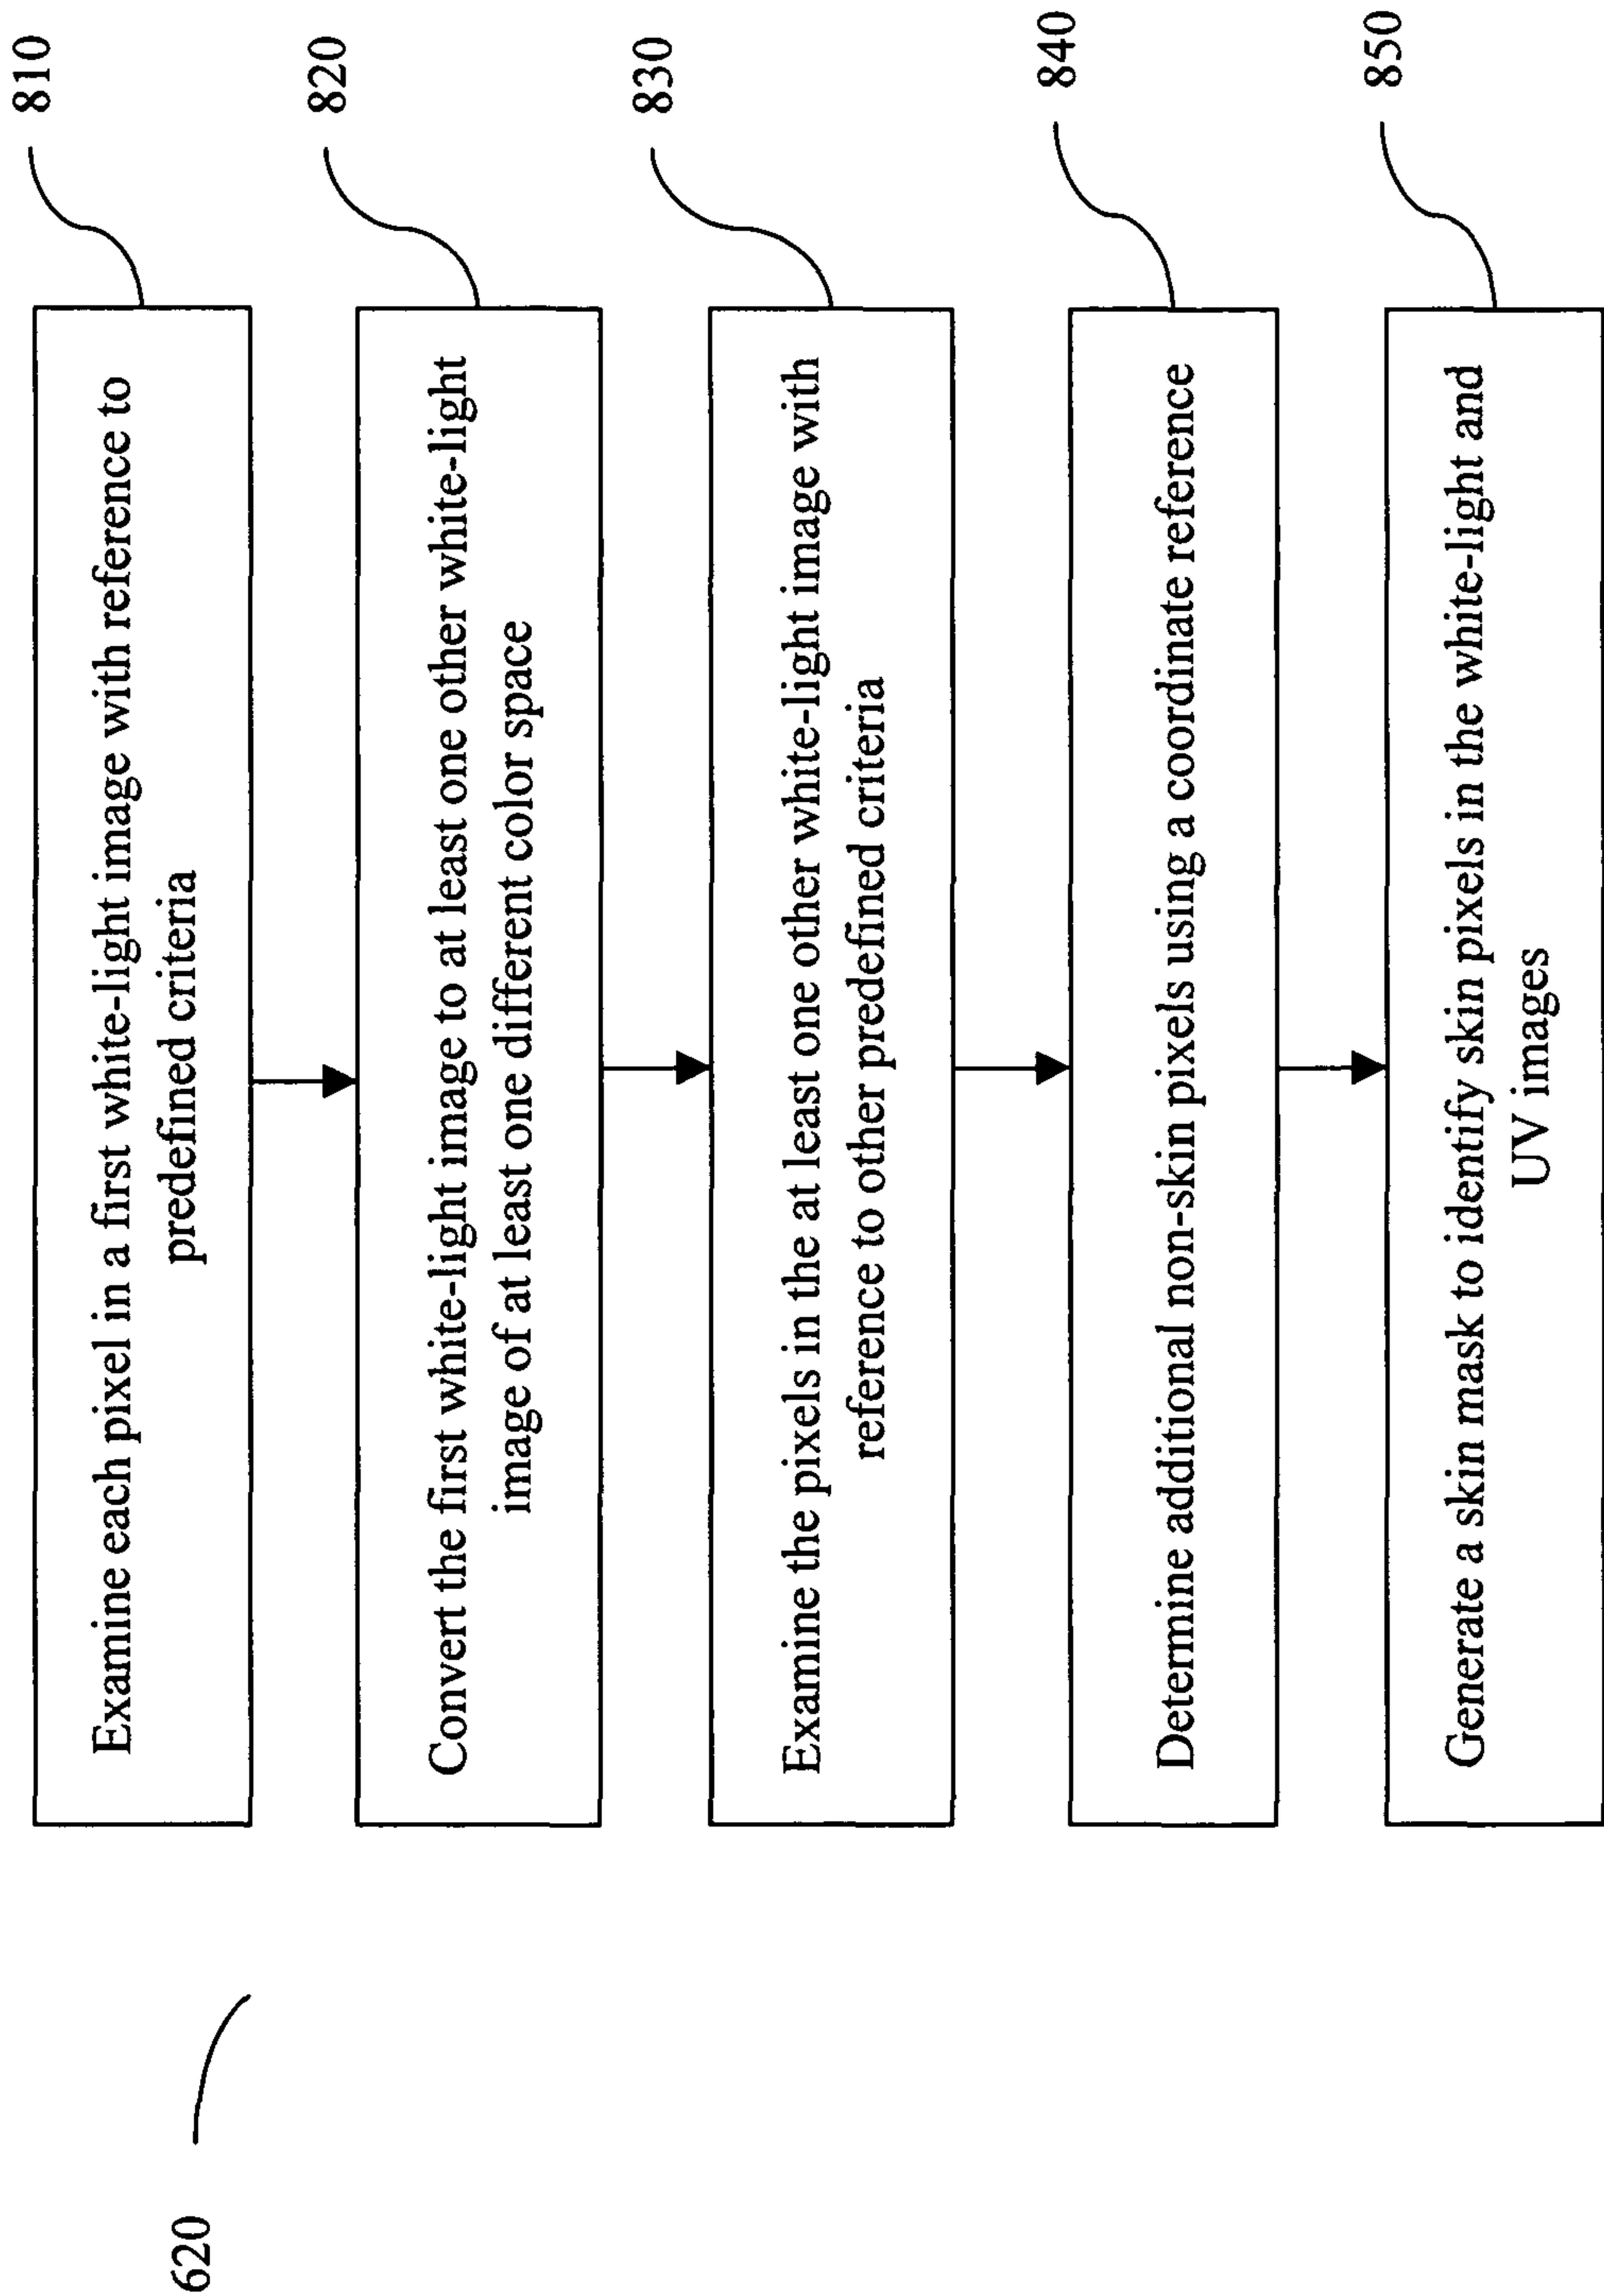 620
Examine each pixel in a first white-light image with reference to
predefined criteria
810
Convert the first white-light image to at least one other white-light
image of at least one different color space
820
Examine the pixels in the at least one other white-light image with
reference to other predefined criteria
830
Determine additional non-skin pixels using a coordinate reference
840
Generate a skin mask to identify skin pixels in the white-light and
UV images
850